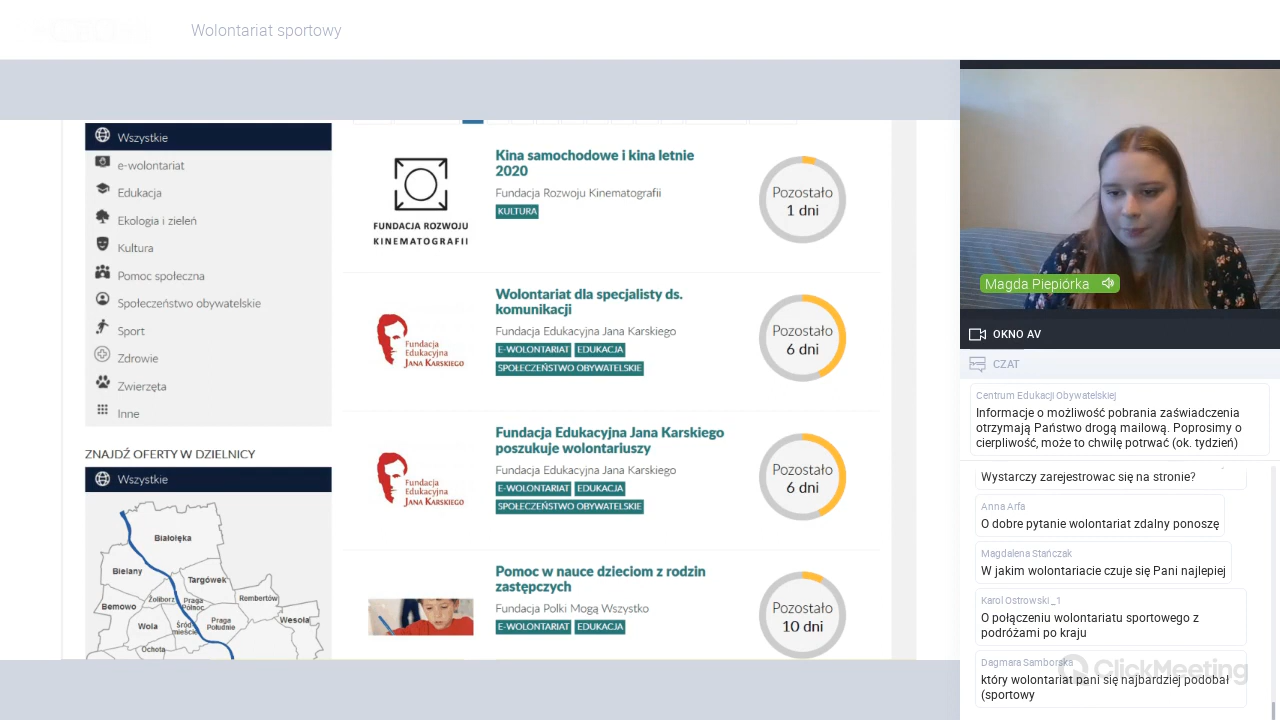 Wolontariat sportowy
Wszystkie
e-wolontariat
Edukacja
Ekologia i zieleń
Kultura
Pomoc społeczna
Społeczeństwo obywatelskie
Sport
Zdrowie
Zwierzęta
Inne
ZNAJDŹ OFERTY W DZIELNICY
Wszystkie
Białołęka
Bielany
Targówek
Bemowo
Żoliborz
Praga
Północ
Rembertów
Wola
Śród
mieście
Praga
Południe
Wesoła
Ochota
FUNDACJA ROZWOJU
KINEMATOGRAFII
Kina samochodowe i kina letnie
2020
Fundacja Rozwoju Kinematografii
KULTURA
Pozostało
1 dni
Fundacja
Edukacyjna
JANA KARSKIEGO
Wolontariat dla specjalisty ds.
komunikacji
Fundacja Edukacyjna Jana Karskiego
E-WOLONTARIAT EDUKACJA
SPOŁECZEŃSTWO OBYWATELSKIE
Pozostało
6 dni
Fundacja
Edukacyjna
JANA KARSKIEGO
Fundacja Edukacyjna Jana Karskiego
poszukuje wolontariuszy
Fundacja Edukacyjna Jana Karskiego
E-WOLONTARIAT EDUKACJA
SPOŁECZEŃSTWO OBYWATELSKIE
Pozostało
6 dni
Pomoc w nauce dzieciom z rodzin
zastępczych
Fundacja Polki Mogą Wszystko
E-WOLONTARIAT EDUKACJA
Pozostało
10 dni
Magda Piepiórka
OKNO AV
CZAT
Centrum Edukacji Obywatelskiej
Informacje o możliwość pobrania zaświadczenia
otrzymają Państwo drogą mailową. Poprosimy o
cierpliwość, może to chwilę potrwać (ok. tydzień)
Wystarczy zarejestrowac się na stronie?
Anna Arfa
O dobre pytanie wolontariat zdalny ponoszę
Magdalena Stańczak
W jakim wolontariacie czuje się Pani najlepiej
Karol Ostrowski _1
O połączeniu wolontariatu sportowego z
podróżami po kraju
Dagmara Samborska
który wolontariat pani się najbardziej podobał
(sportowy
ClickMeeting